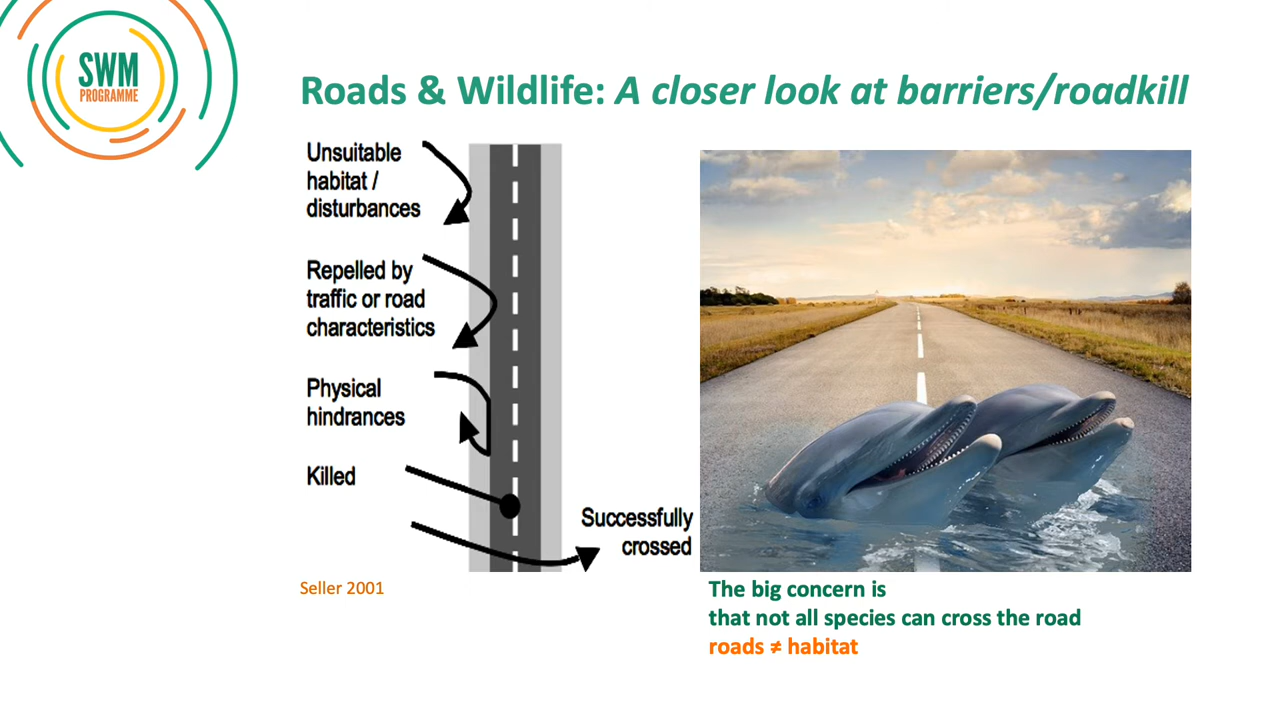 SWM
PROGRAMME
Roads & Wildlife: A closer look at barriers/roadkill
Unsuitable
habitat /
disturbances
Repelled by
traffic or road
characteristics
Physical
hindrances
Killed
Successfully
crossed
Seller 2001
The big concern is
that not all species can cross the road
roads ≠ habitat